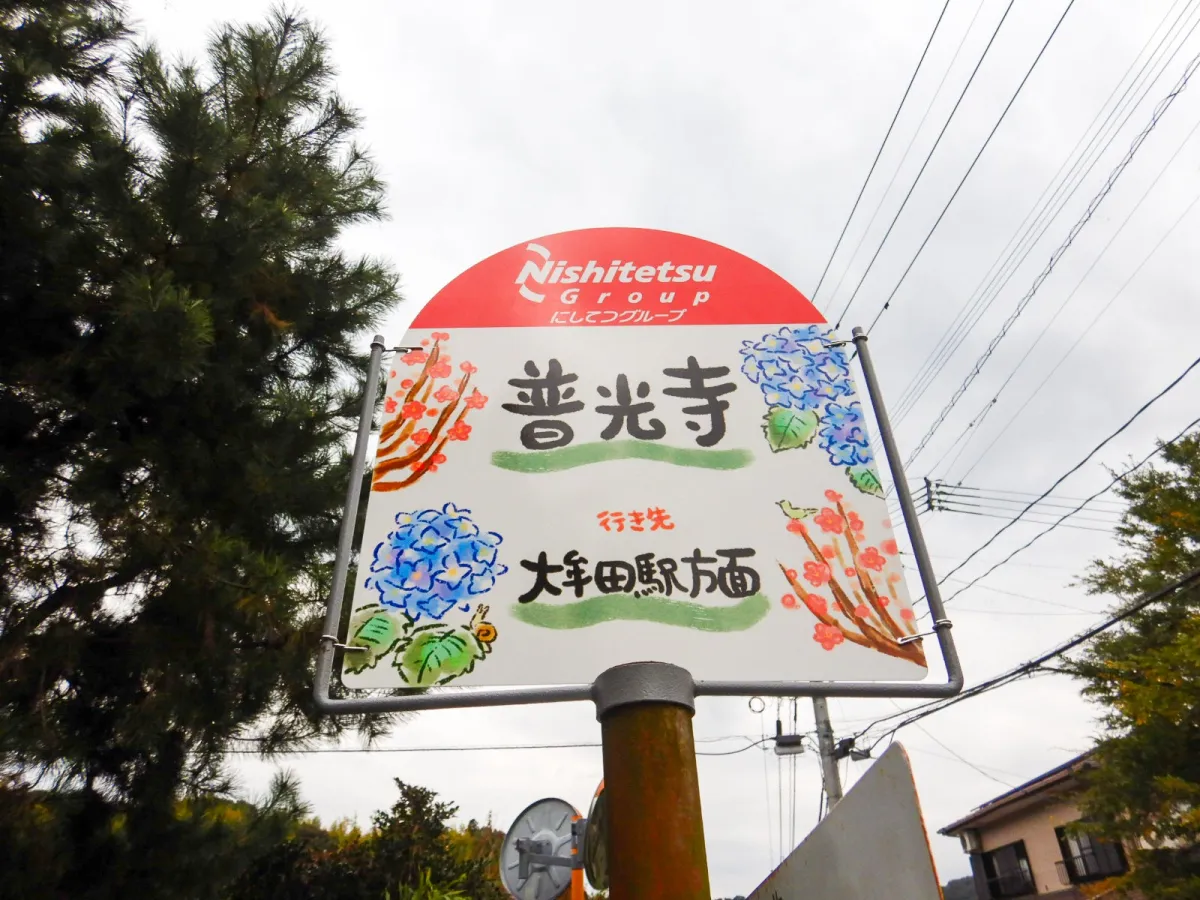 Nishitetsu
Group
にしてつグループ
普光寺
行き先
大牟田駅方面